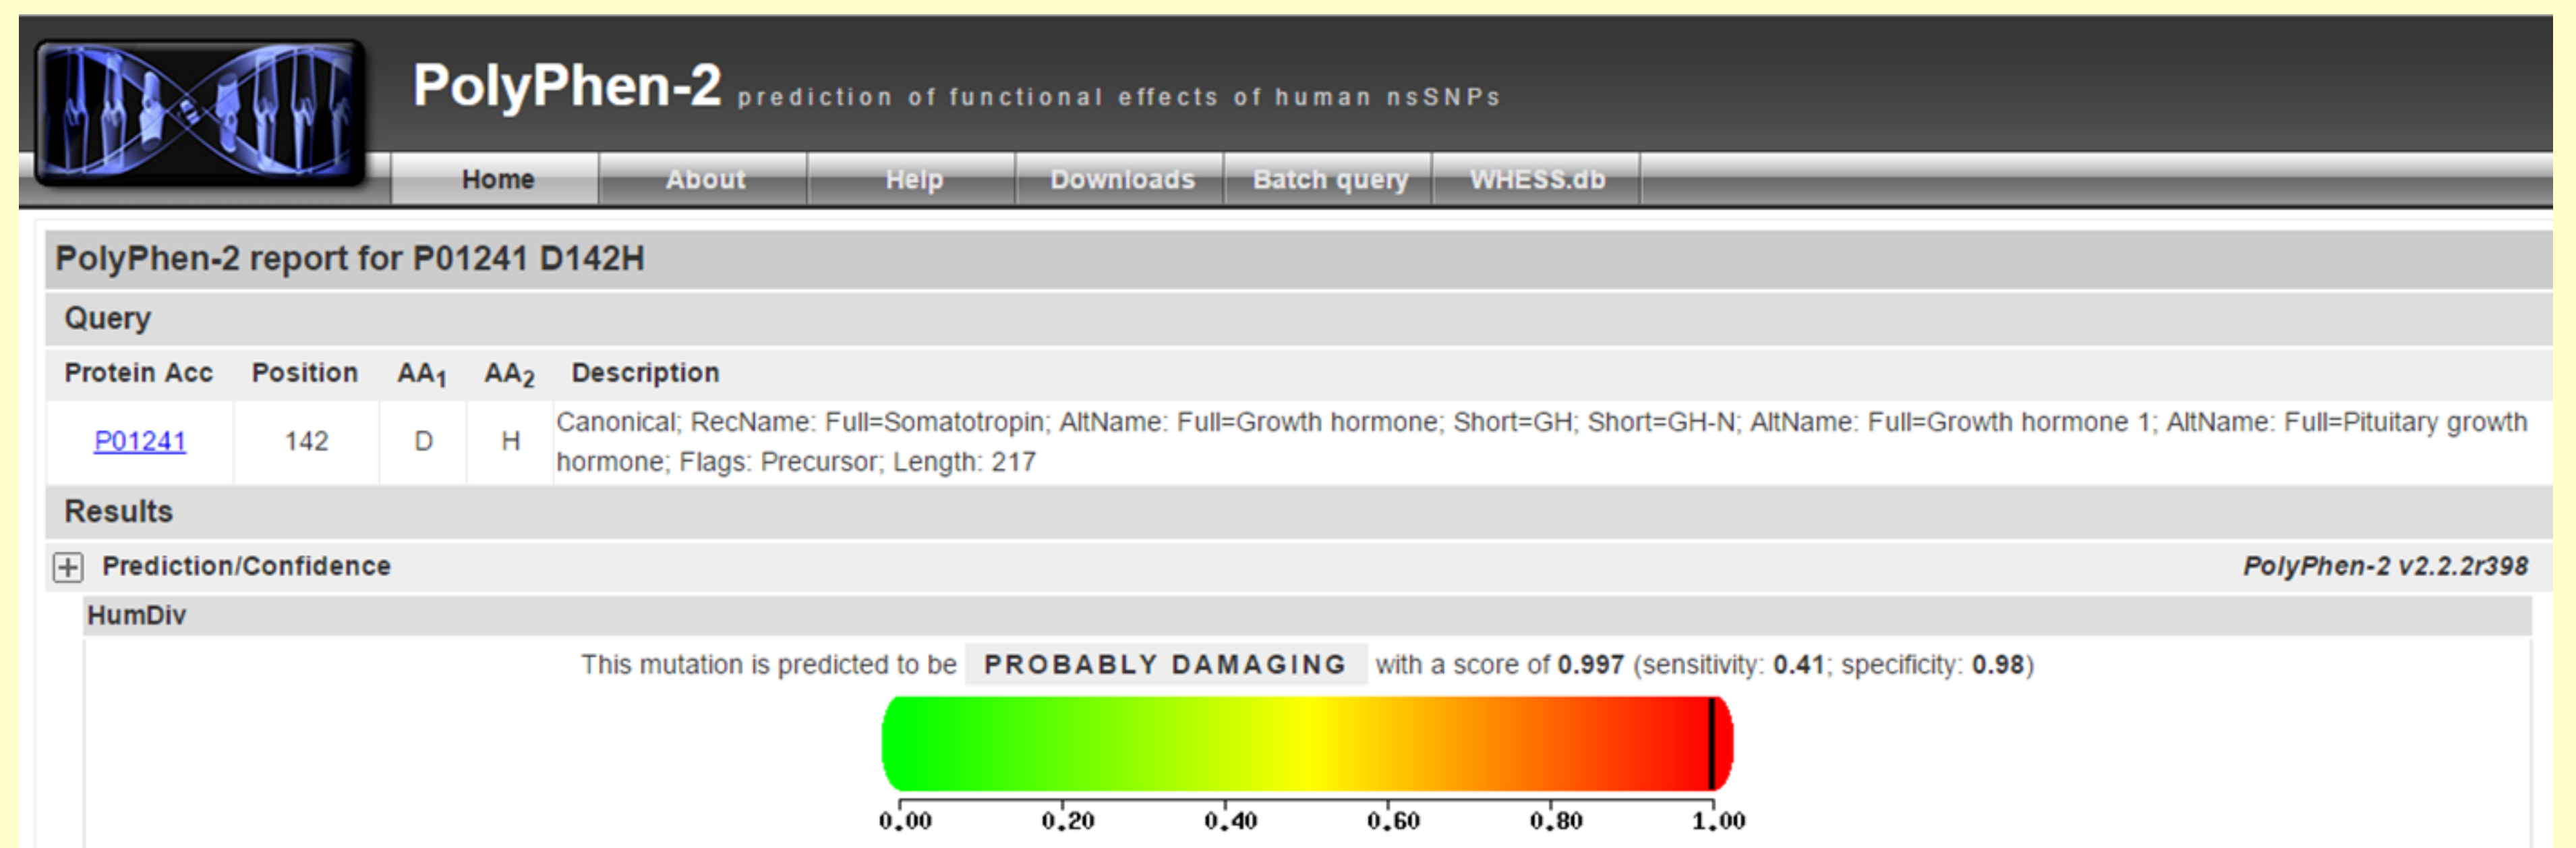 PolyPhen-2 prediction of functional effects of human nsSNPs
Home About Help Downloads Batch query WHESS.db
PolyPhen-2 report for P01241 D142H
Query
Protein Acc Position AA1 AA2 Description
P01241 142 D H Canonical; RecName: Full=Somatotropin; AltName: Full=Growth hormone; Short=GH; Short=GH-N; AltName: Full=Growth hormone 1; AltName: Full=Pituitary growth
hormone; Flags: Precursor; Length: 217
Results
Prediction/Confidence PolyPhen-2 v2.2.2r398
HumDiv
This mutation is predicted to be PROBABLY DAMAGING with a score of 0.997 (sensitivity: 0.41; specificity: 0.98)
0.00 0.20 0.40 0.60 0.80 1.00